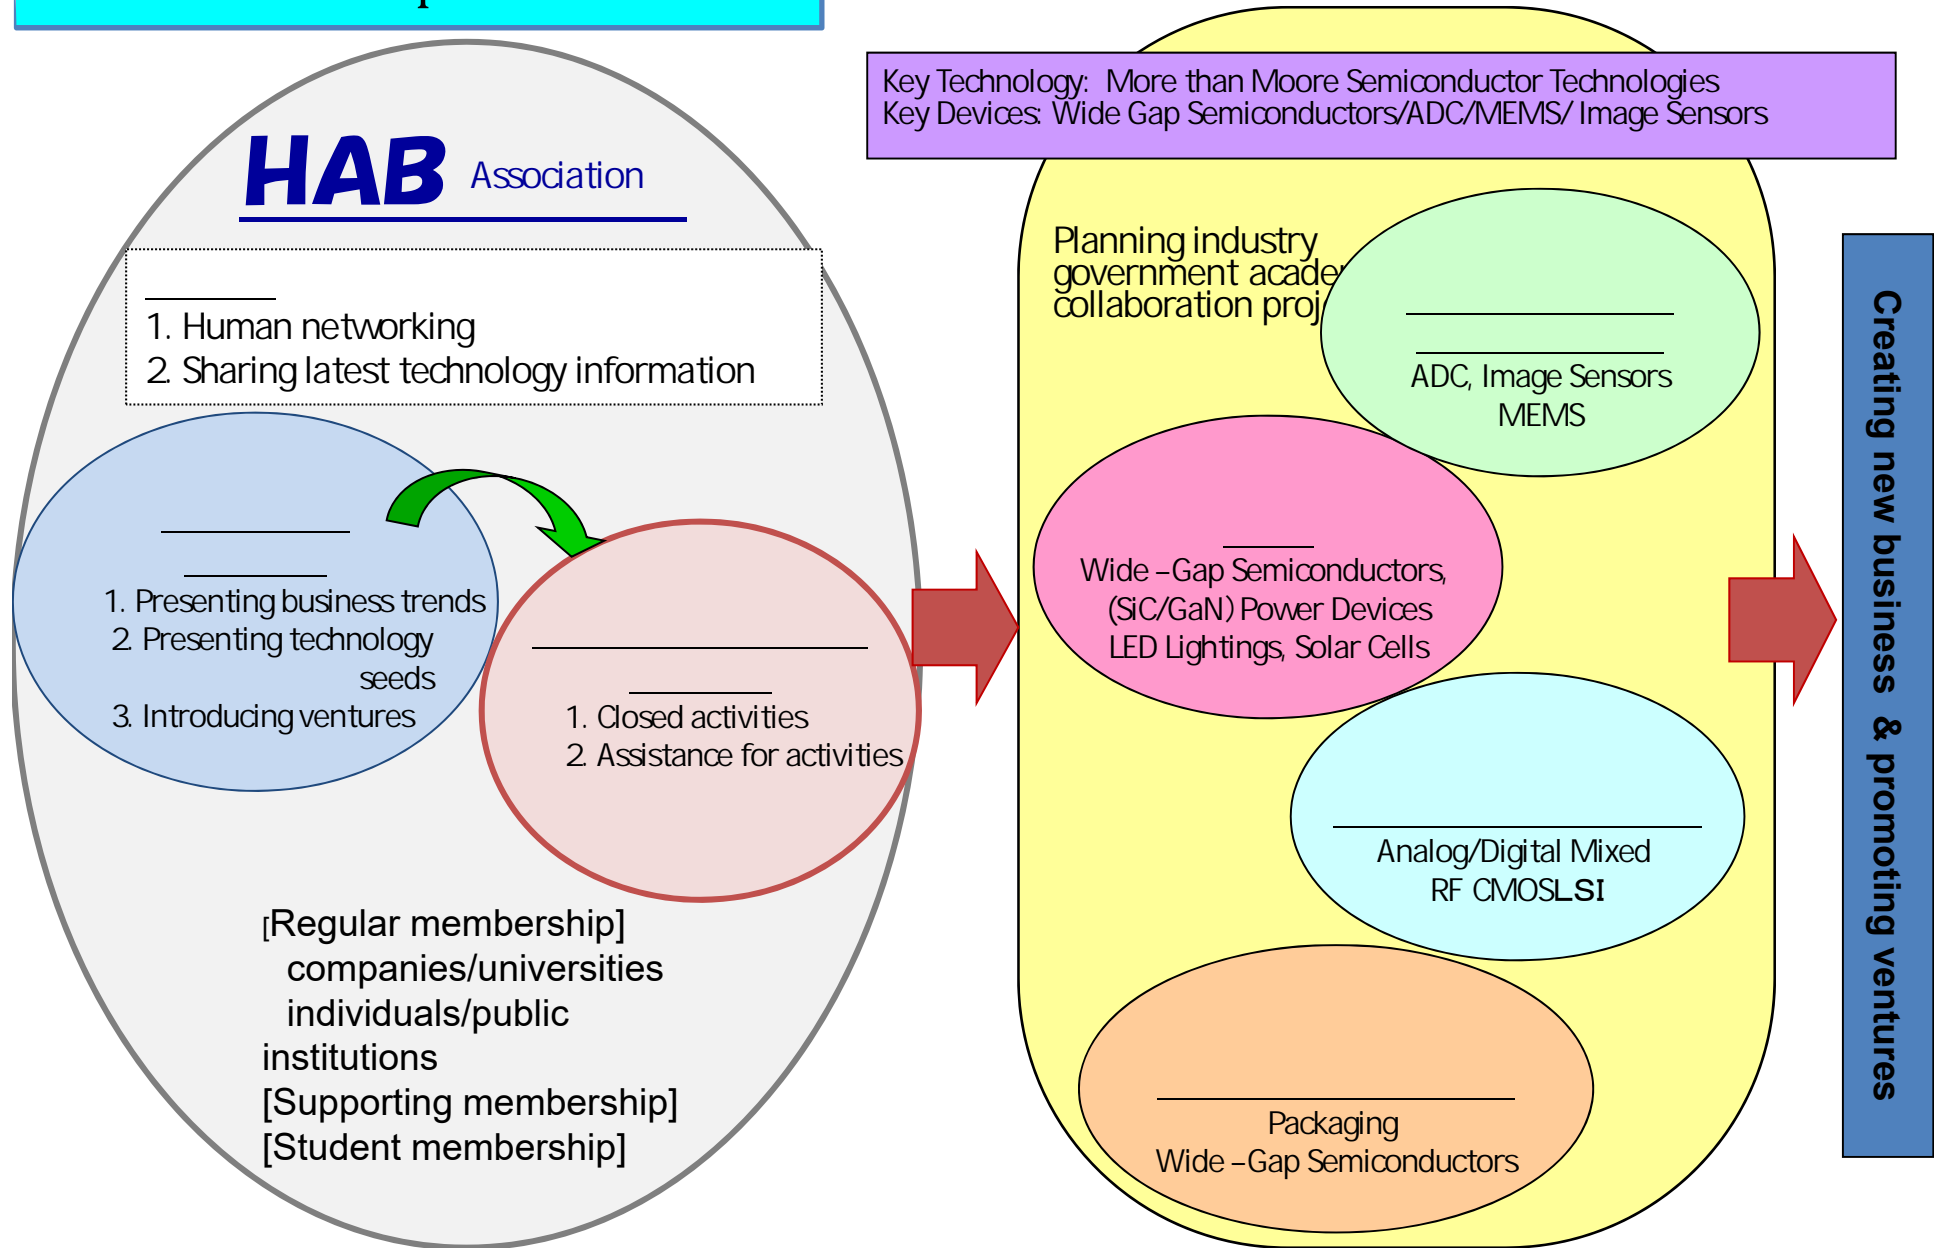 HAB Association
1. Human networking
2. Sharing latest technology information
1. Presenting business trends
2. Presenting technology
seeds
3. Introducing ventures
1. Closed activities
2. Assistance for activities
[Regular membership]
companies/universities
individuals/public
institutions
[Supporting membership]
[Student membership]
Key Technology: More than Moore Semiconductor Technologies
Key Devices: Wide Gap Semiconductors/ADC/MEMS/ Image Sensors
Planning industry
government acade
collaboration proj
ADC, Image Sensors
MEMS
Wide –Gap Semiconductors,
(SiC/GaN) Power Devices
LED Lightings, Solar Cells
Analog/Digital Mixed
RF CMOSLSI
Packaging
Wide –Gap Semiconductors
Creating new business & promoting ventures